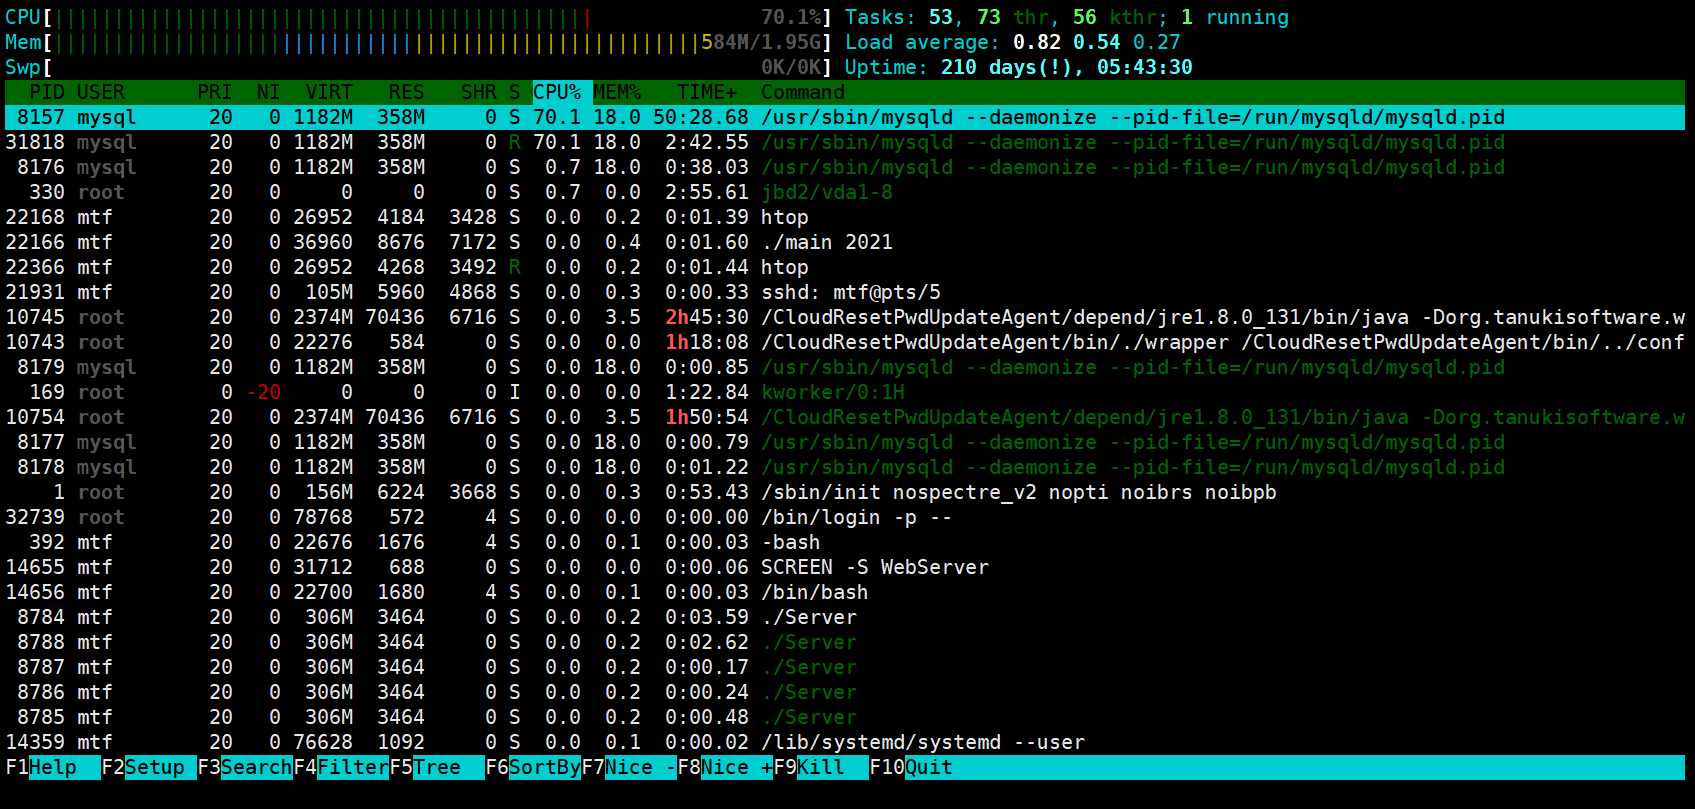 CPU[ 70.1%] Tasks: 53, 73 thr, 56 kthr; 1 running
Mem[ 584M/1.95G] Load average: 0.82 0.54 0.27
Swp[ 0K/0K] Uptime: 210 days(!), 05:43:30
PID USER PRI NI VIRT RES SHR S CPU% MEM% TIME+ Command
8157 mysql 20 0 1182M 358M 0 S 70.1 18.0 50:28.68 /usr/sbin/mysqld --daemonize --pid-file=/run/mysqld/mysqld.pid
31818 mysql 20 0 1182M 358M 0 R 70.1 18.0 2:42.55 /usr/sbin/mysqld --daemonize --pid-file=/run/mysqld/mysqld.pid
8176 mysql 20 0 1182M 358M 0 S 0.7 18.0 0:38.03 /usr/sbin/mysqld --daemonize --pid-file=/run/mysqld/mysqld.pid
330 root 20 0 0 0 0 S 0.7 0.0 2:55.61 jbd2/vda1-8
22168 mtf 20 0 26952 4184 3428 S 0.0 0.2 0:01.39 htop
22166 mtf 20 0 36960 8676 7172 S 0.0 0.4 0:01.60 ./main 2021
22366 mtf 20 0 26952 4268 3492 R 0.0 0.2 0:01.44 htop
21931 mtf 20 0 105M 5960 4868 S 0.0 0.3 0:00.33 sshd: mtf@pts/5
10745 root 20 0 2374M 70436 6716 S 0.0 3.5 2h45:30 /CloudResetPwdUpdateAgent/depend/jre1.8.0_131/bin/java -Dorg.tanukisoftware.w
10743 root 20 0 22276 584 0 S 0.0 0.0 1h18:08 /CloudResetPwdUpdateAgent/bin/./wrapper /CloudResetPwdUpdateAgent/bin/../conf
8179 mysql 20 0 1182M 358M 0 S 0.0 18.0 0:00.85 /usr/sbin/mysqld --daemonize --pid-file=/run/mysqld/mysqld.pid
169 root 0 -20 0 0 0 I 0.0 0.0 1:22.84 kworker/0:1H
10754 root 20 0 2374M 70436 6716 S 0.0 3.5 1h50:54 /CloudResetPwdUpdateAgent/depend/jre1.8.0_131/bin/java -Dorg.tanukisoftware.w
8177 mysql 20 0 1182M 358M 0 S 0.0 18.0 0:00.79 /usr/sbin/mysqld --daemonize --pid-file=/run/mysqld/mysqld.pid
8178 mysql 20 0 1182M 358M 0 S 0.0 18.0 0:01.22 /usr/sbin/mysqld --daemonize --pid-file=/run/mysqld/mysqld.pid
1 root 20 0 156M 6224 3668 S 0.0 0.3 0:53.43 /sbin/init nospectre_v2 nopti noibrs noibpb
32739 root 20 0 78768 572 4 S 0.0 0.0 0:00.00 /bin/login -p --
392 mtf 20 0 22676 1676 4 S 0.0 0.1 0:00.03 -bash
14655 mtf 20 0 31712 688 0 S 0.0 0.0 0:00.06 SCREEN -S WebServer
14656 mtf 20 0 22700 1680 4 S 0.0 0.1 0:00.03 /bin/bash
8784 mtf 20 0 306M 3464 0 S 0.0 0.2 0:03.59 ./Server
8788 mtf 20 0 306M 3464 0 S 0.0 0.2 0:02.62 ./Server
8787 mtf 20 0 306M 3464 0 S 0.0 0.2 0:00.17 ./Server
8786 mtf 20 0 306M 3464 0 S 0.0 0.2 0:00.24 ./Server
8785 mtf 20 0 306M 3464 0 S 0.0 0.2 0:00.48 ./Server
14359 mtf 20 0 76628 1092 0 S 0.0 0.1 0:00.02 /lib/systemd/systemd --user
F1Help F2Setup F3SearchF4FilterF5Tree F6SortByF7Nice -F8Nice +F9Kill F10Quit